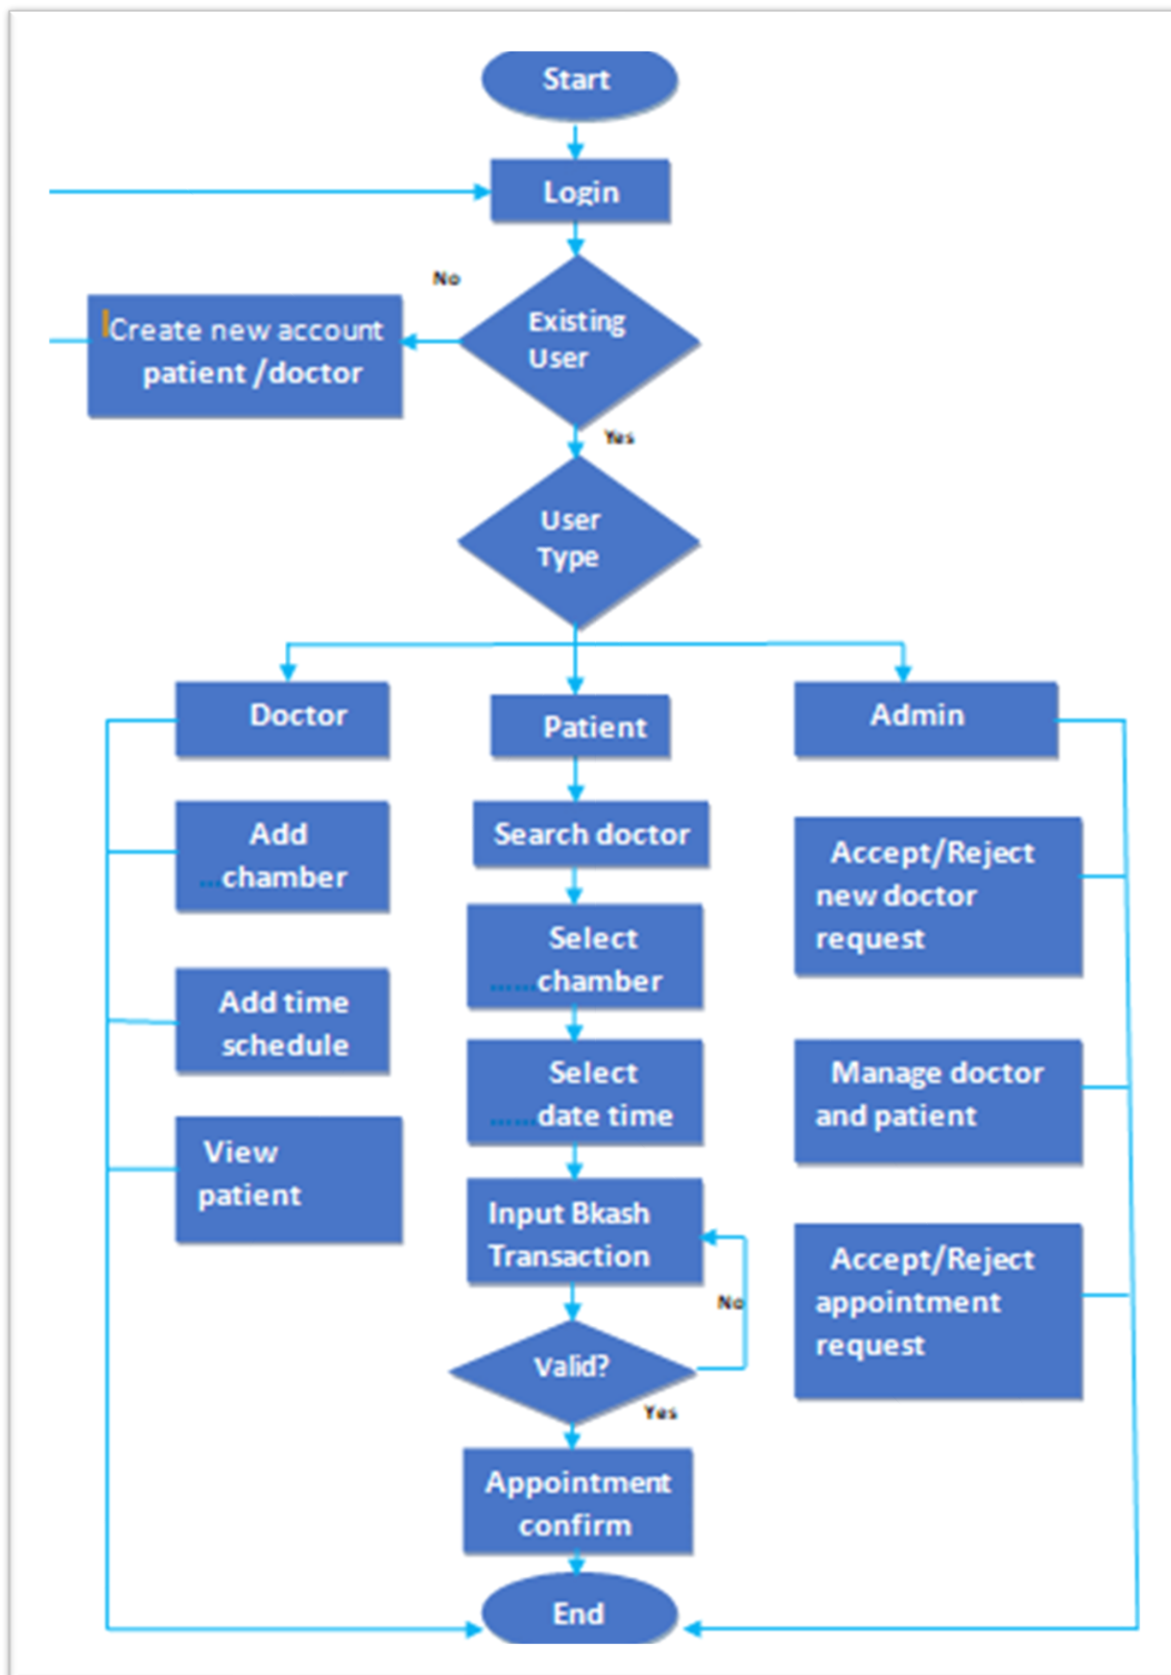 Start
Login
No
Existing
User
Create new account
patient /doctor
Yes
User
Type
Doctor
Patient
Admin
Add
...chamber
Add time
schedule
View
patient
Search doctor
Select
......chamber
Select
......date time
Input Bkash
Transaction
No
Valid?
Yes
Appointment
confirm
Accept/Reject
new doctor
request
Manage doctor
and patient
Accept/Reject
appointment
request
End